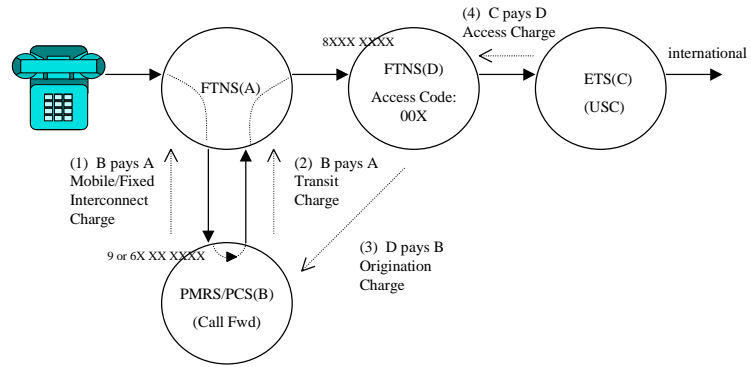 (4) C pays D
Access Charge
8XXX XXXX
international
FTNS(A)
FTNS(D)
Access Code:
00X
ETS(C)
(USC)
(1) B pays A
Mobile/Fixed
Interconnect
Charge
(2) B pays A
Transit
Charge
(3) D pays B
Origination
Charge
9 or 6X XX XXXX
PMRS/PCS(B)
(Call Fwd)